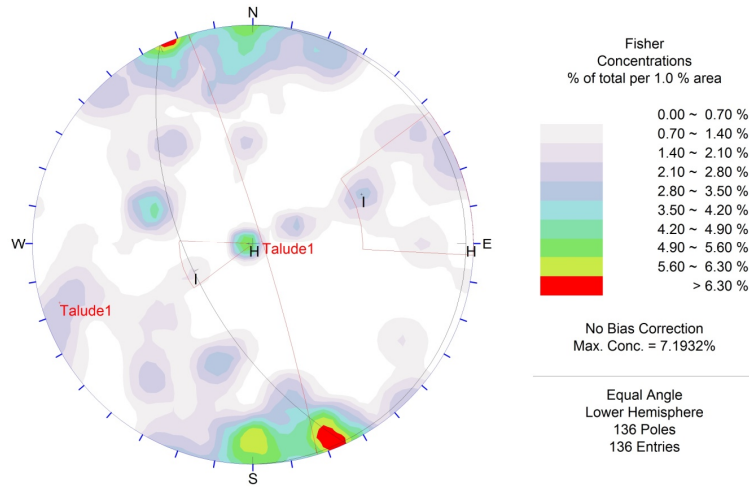 N
W
E
S
I
H
Talude1
H
I
Talude1
Fisher
Concentrations
% of total per 1.0 % area
0.00 ~ 0.70 %
0.70 ~ 1.40 %
1.40 ~ 2.10 %
2.10 ~ 2.80 %
2.80 ~ 3.50 %
3.50 ~ 4.20 %
4.20 ~ 4.90 %
4.90 ~ 5.60 %
5.60 ~ 6.30 %
> 6.30 %
No Bias Correction
Max. Conc. = 7.1932%
Equal Angle
Lower Hemisphere
136 Poles
136 Entries